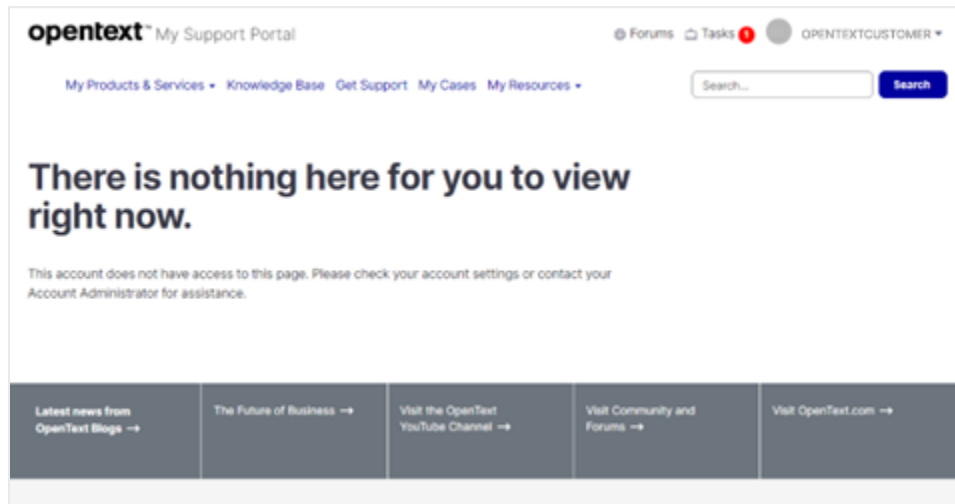 opentext™ My Support Portal
Forums Tasks 1 OPENTEXTCUSTOMER
My Products & Services Knowledge Base Get Support My Cases My Resources
Search... Search
There is nothing here for you to view
right now.
This account does not have access to this page. Please check your account settings or contact your
Account Administrator for assistance.
Latest news from
OpenText Blogs →
The Future of Business →
Visit the OpenText
YouTube Channel →
Visit Community and
Forums →
Visit OpenText.com →